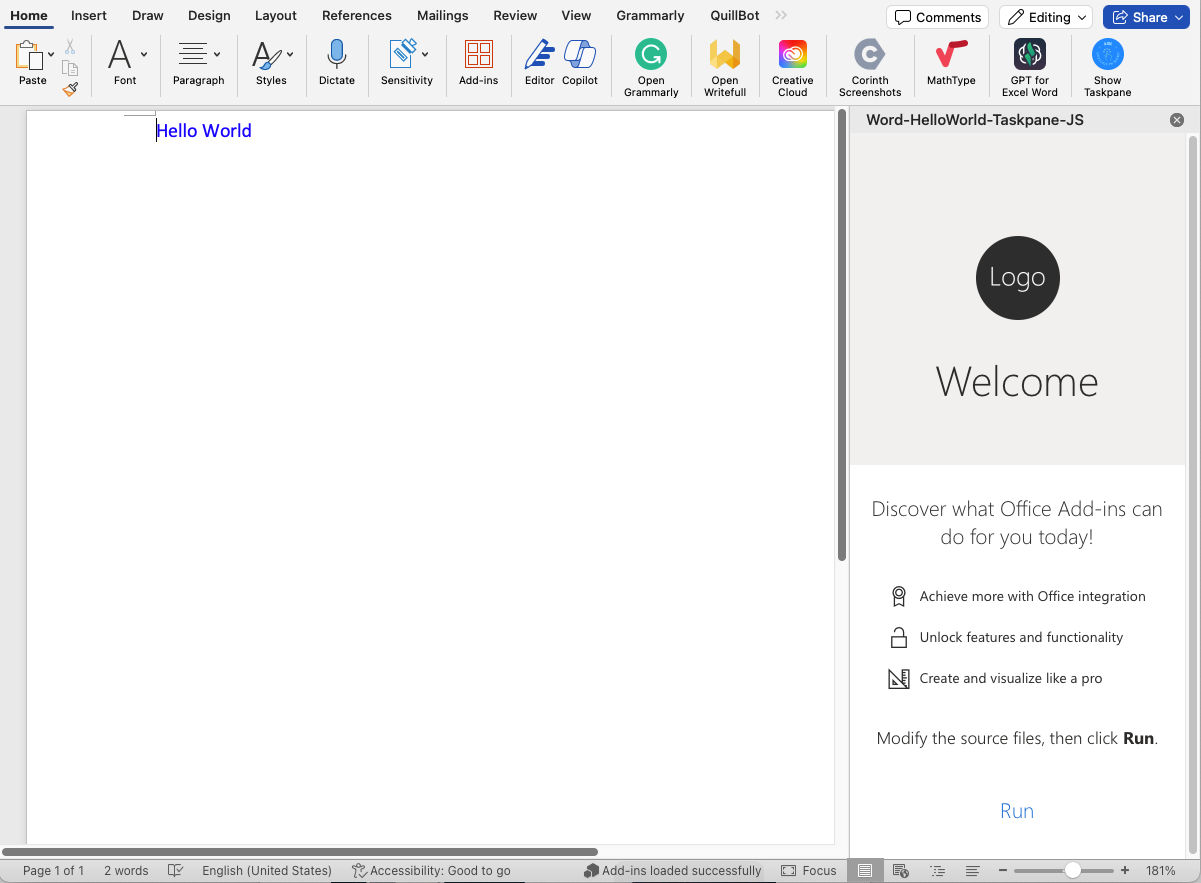 Home Insert Draw Design Layout References Mailings Review View Grammarly QuillBot Comments Editing Share
Paste Font Paragraph Styles Dictate Sensitivity Add-ins Editor Copilot Open Grammarly Open Writefull Creative Cloud Corinth Screenshots MathType GPT for Excel Word Show Taskpane
Hello World
Word-HelloWorld-Taskpane-JS
Logo
Welcome
Discover what Office Add-ins can
do for you today!
Achieve more with Office integration
Unlock features and functionality
Create and visualize like a pro
Modify the source files, then click Run.
Run
Page 1 of 1 2 words English (United States) Accessibility: Good to go Add-ins loaded successfully Focus 181%